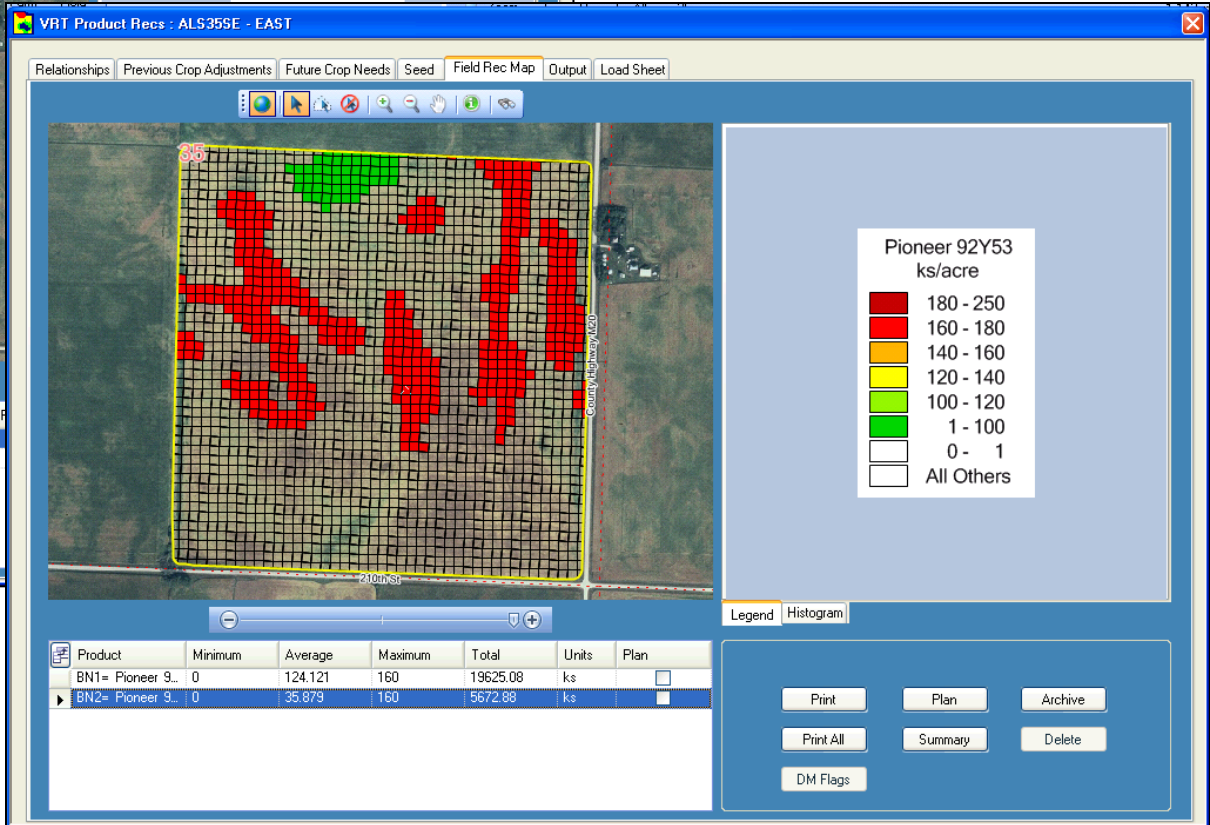 VRT Product Recs : ALS35SE - EAST
Relationships Previous Crop Adjustments Future Crop Needs Seed Field Rec Map Output Load Sheet
35
County Highway M20
210th St
Pioneer 92Y53
ks/acre
180 - 250
160 - 180
140 - 160
120 - 140
100 - 120
1 - 100
0 - 1
All Others
Legend Histogram
Product Minimum Average Maximum Total Units Plan
BN1= Pioneer 9... 0 124.121 160 19625.08 ks
BN2= Pioneer 9... 0 35.879 160 5672.88 ks
Print Plan Archive
Print All Summary Delete
DM Flags